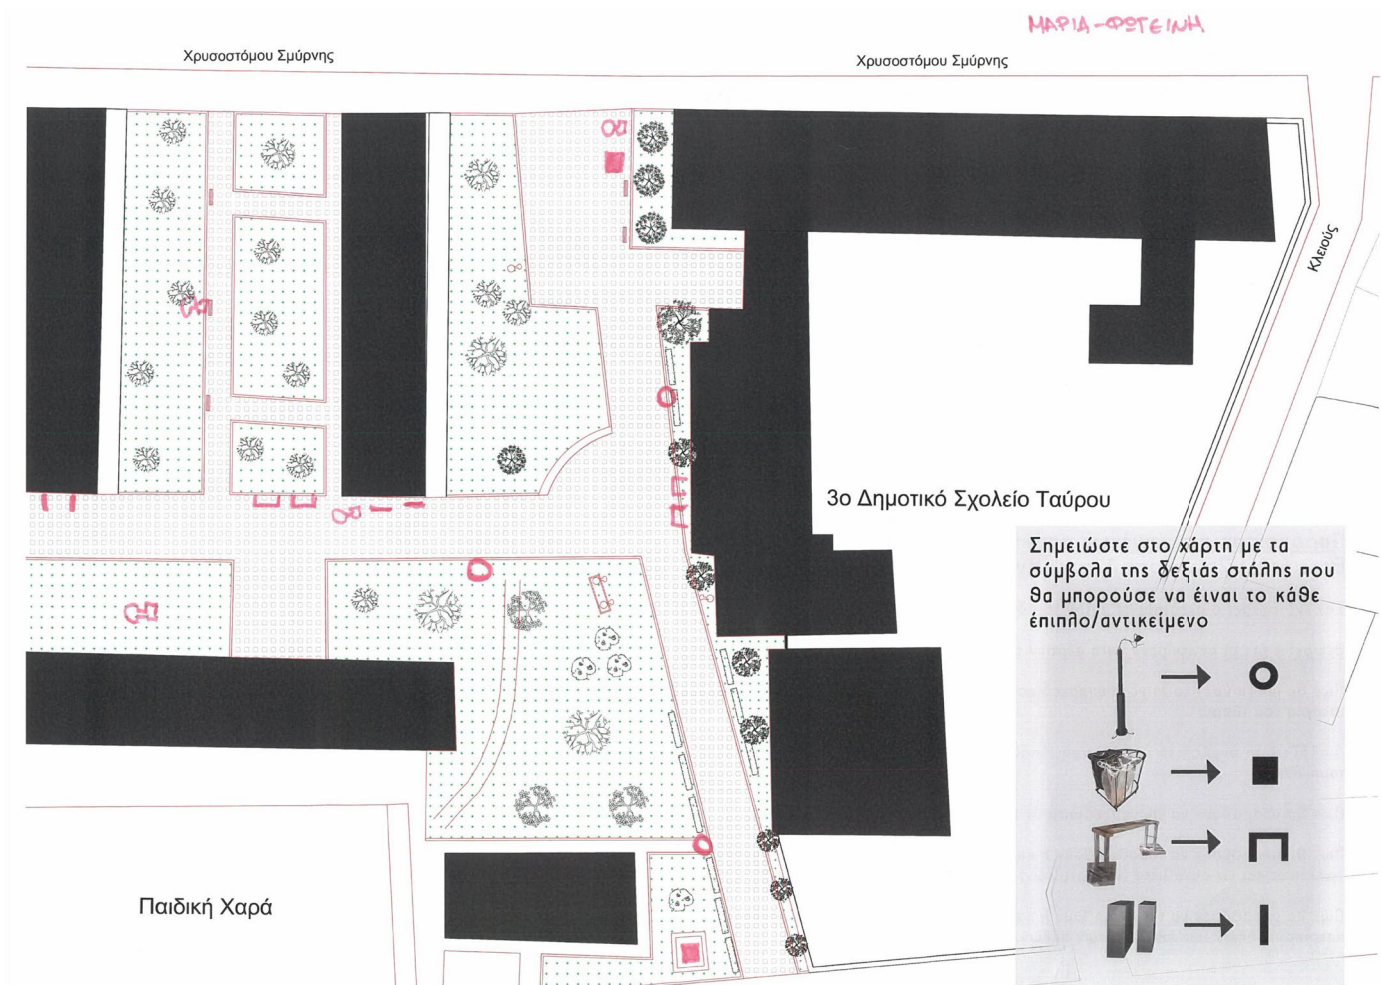 ΜΑΡΙΑ-ΦΩΤΕΙΝΗ
Χρυσοστόμου Σμύρνης
Χρυσοστόμου Σμύρνης
Κλειούς
3ο Δημοτικό Σχολείο Ταύρου
Σημειώστε στο χάρτη με τα
σύμβολα της δεξιάς στήλης που
θα μπορούσε να έιναι το κάθε
έπιπλο/αντικείμενο
Παιδική Χαρά